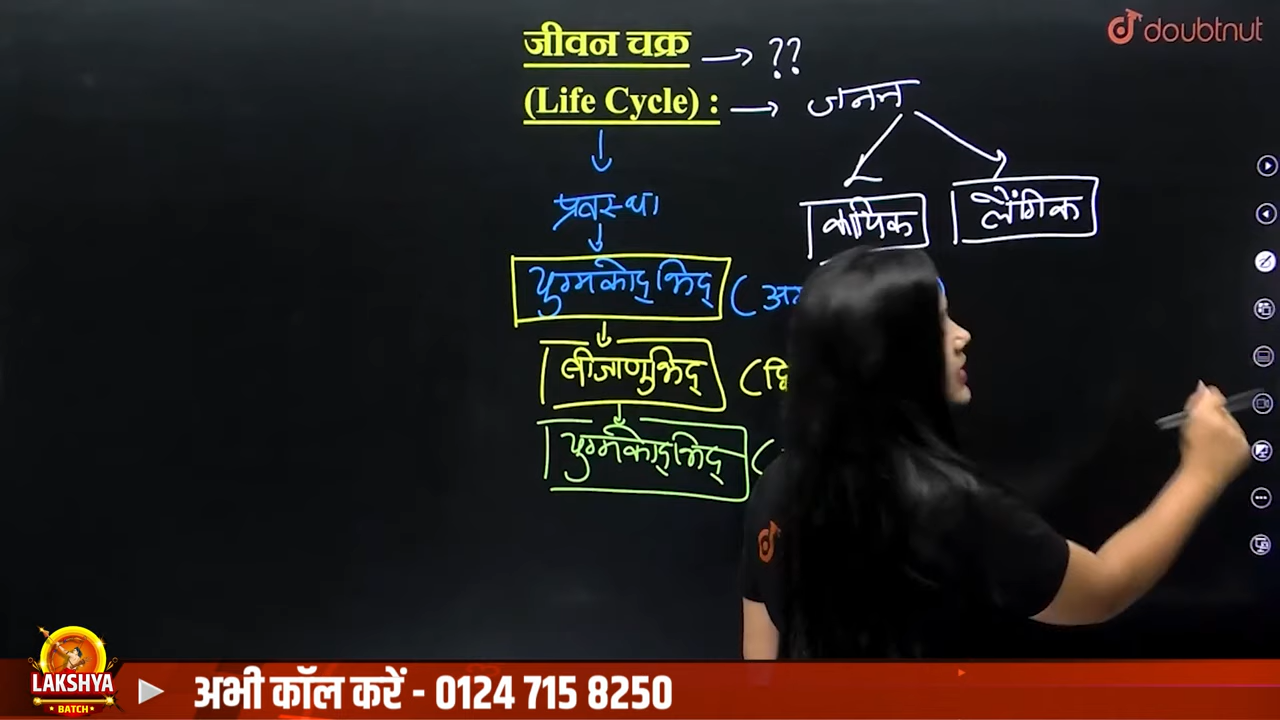 doubtnut
जीवन चक्र → ??
(Life Cycle) : → जनन
कायिक लैंगिक
प्रावस्था
युग्मकोद्भिद् (
बीजाणुभिद् (द्वि
युग्मकोद्भिद् (
LAKSHYA
BATCH
अभी कॉल करें - 0124 715 8250